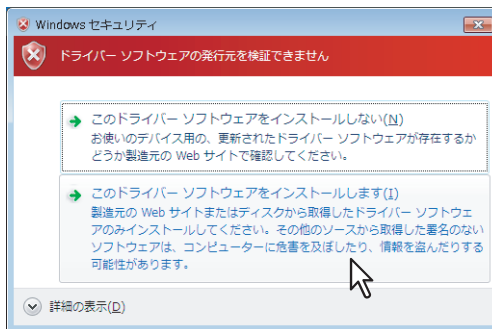 Windows セキュリティ
ドライバー ソフトウェアの発行元を検証できません
このドライバー ソフトウェアをインストールしない(N)
お使いのデバイス用の、更新されたドライバー ソフトウェアが存在するか
どうか製造元の Web サイトで確認してください。
このドライバー ソフトウェアをインストールします(I)
製造元の Web サイトまたはディスクから取得したドライバー ソフトウェ
アのみインストールしてください。その他のソースから取得した署名のない
ソフトウェアは、コンピューターに危害を及ぼしたり、情報を盗んだりする
可能性があります。
詳細の表示(D)